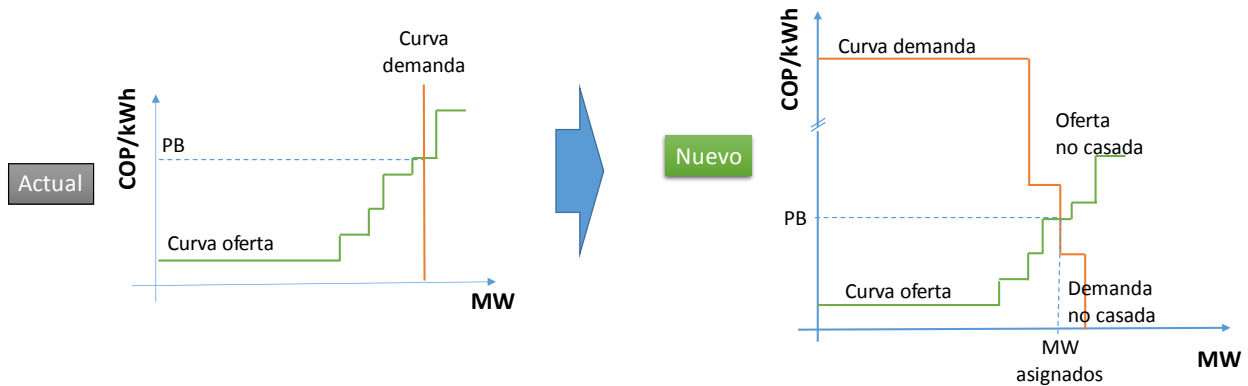 Actual
COP/kWh
Curva
demanda
PB
Curva oferta
MW
Nuevo
COP/kWh
Curva demanda
Oferta
no casada
PB
Curva oferta
Demanda
no casada
MW
asignados
MW